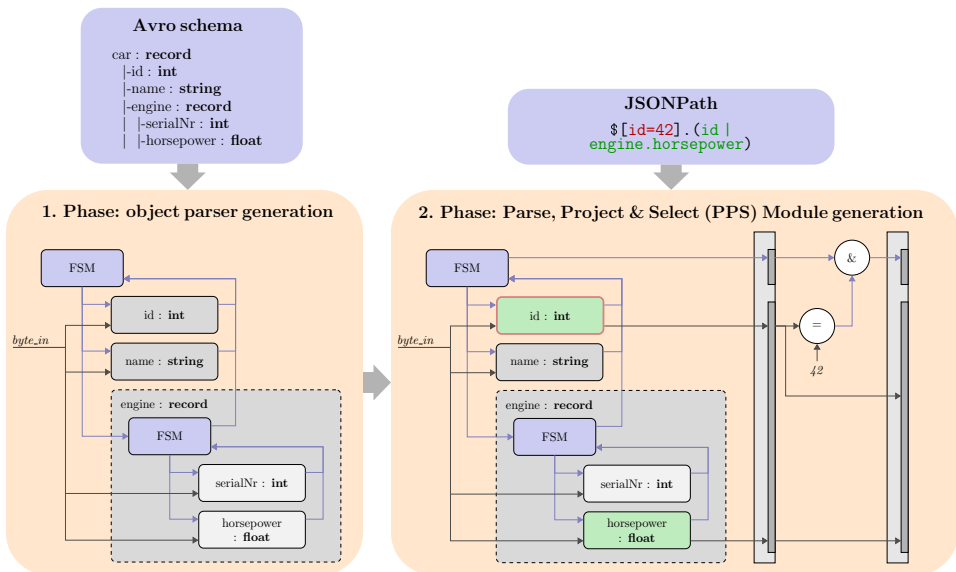 Avro schema
car : record
|-id : int
|-name : string
|-engine : record
| |-serialNr : int
| |-horsepower : float
JSONPath
$[id=42].(id |
engine.horsepower)
1. Phase: object parser generation
FSM
id : int
byte_in
name : string
engine : record
FSM
serialNr : int
horsepower
: float
2. Phase: Parse, Project & Select (PPS) Module generation
FSM
&
id : int
=
byte_in
name : string
42
engine : record
FSM
serialNr : int
horsepower
: float